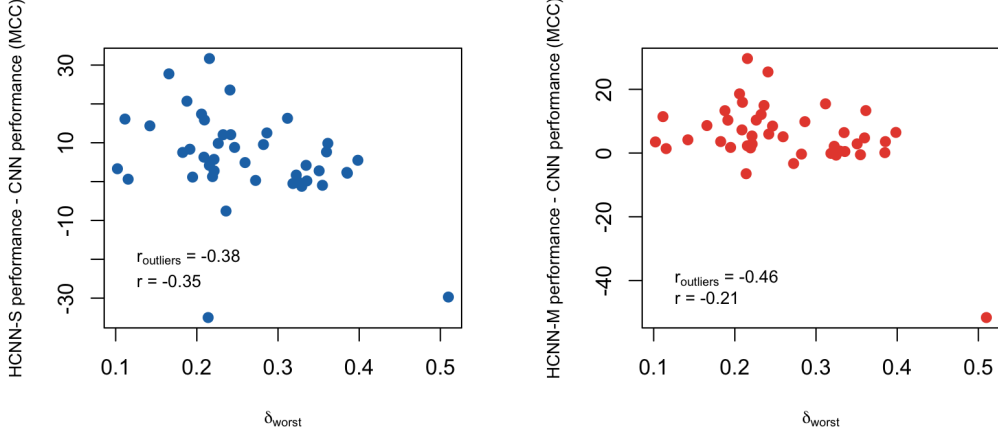 HCNN-S performance - CNN performance (MCC)
30
10
-10
-30
r_outliers = -0.38
r = -0.35
0.1 0.2 0.3 0.4 0.5
δ_worst
HCNN-M performance - CNN performance (MCC)
20
0
-20
-40
r_outliers = -0.46
r = -0.21
0.1 0.2 0.3 0.4 0.5
δ_worst